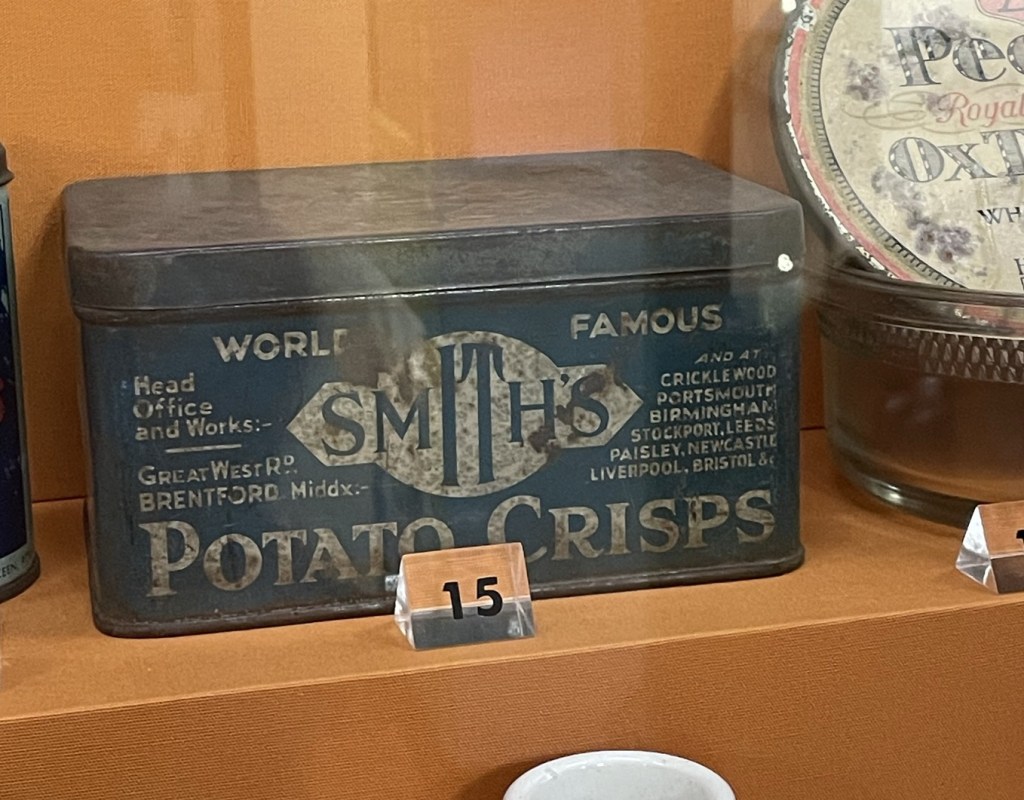 WORLD FAMOUS
SMITH'S
Head
Office
and Works:-
GREAT WEST RD.
BRENTFORD. Middx:-
AND AT
CRICKLEWOOD
PORTSMOUTH
BIRMINGHAM
STOCKPORT, LEEDS
PAISLEY, NEWCASTLE
LIVERPOOL, BRISTOL &c
POTATO CRISPS
15
Royal